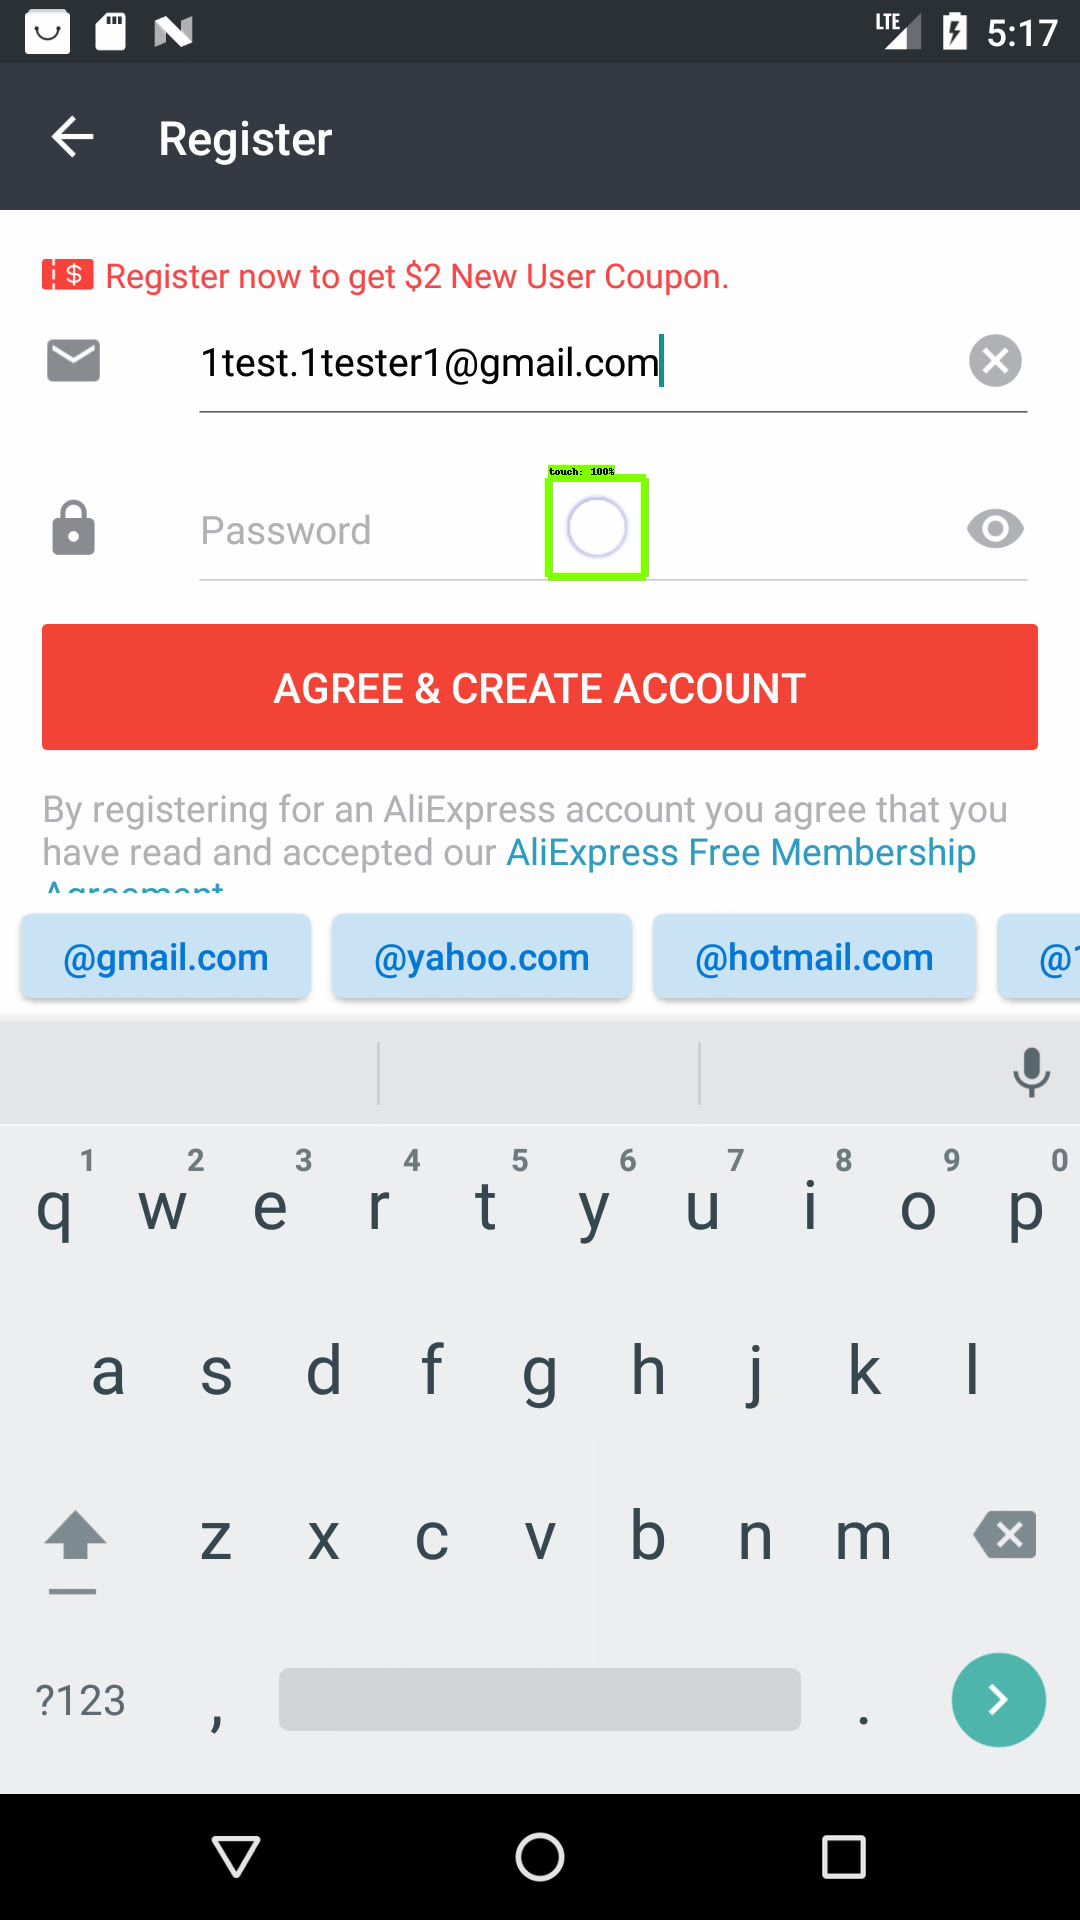 LTE 5:17
Register
Register now to get $2 New User Coupon.
1test.1tester1@gmail.com
touch: 100%
Password
AGREE & CREATE ACCOUNT
By registering for an AliExpress account you agree that you
have read and accepted our AliExpress Free Membership
Agreement
@gmail.com @yahoo.com @hotmail.com @1
1 2 3 4 5 6 7 8 9 0
q w e r t y u i o p
a s d f g h j k l
z x c v b n m
?123 , .